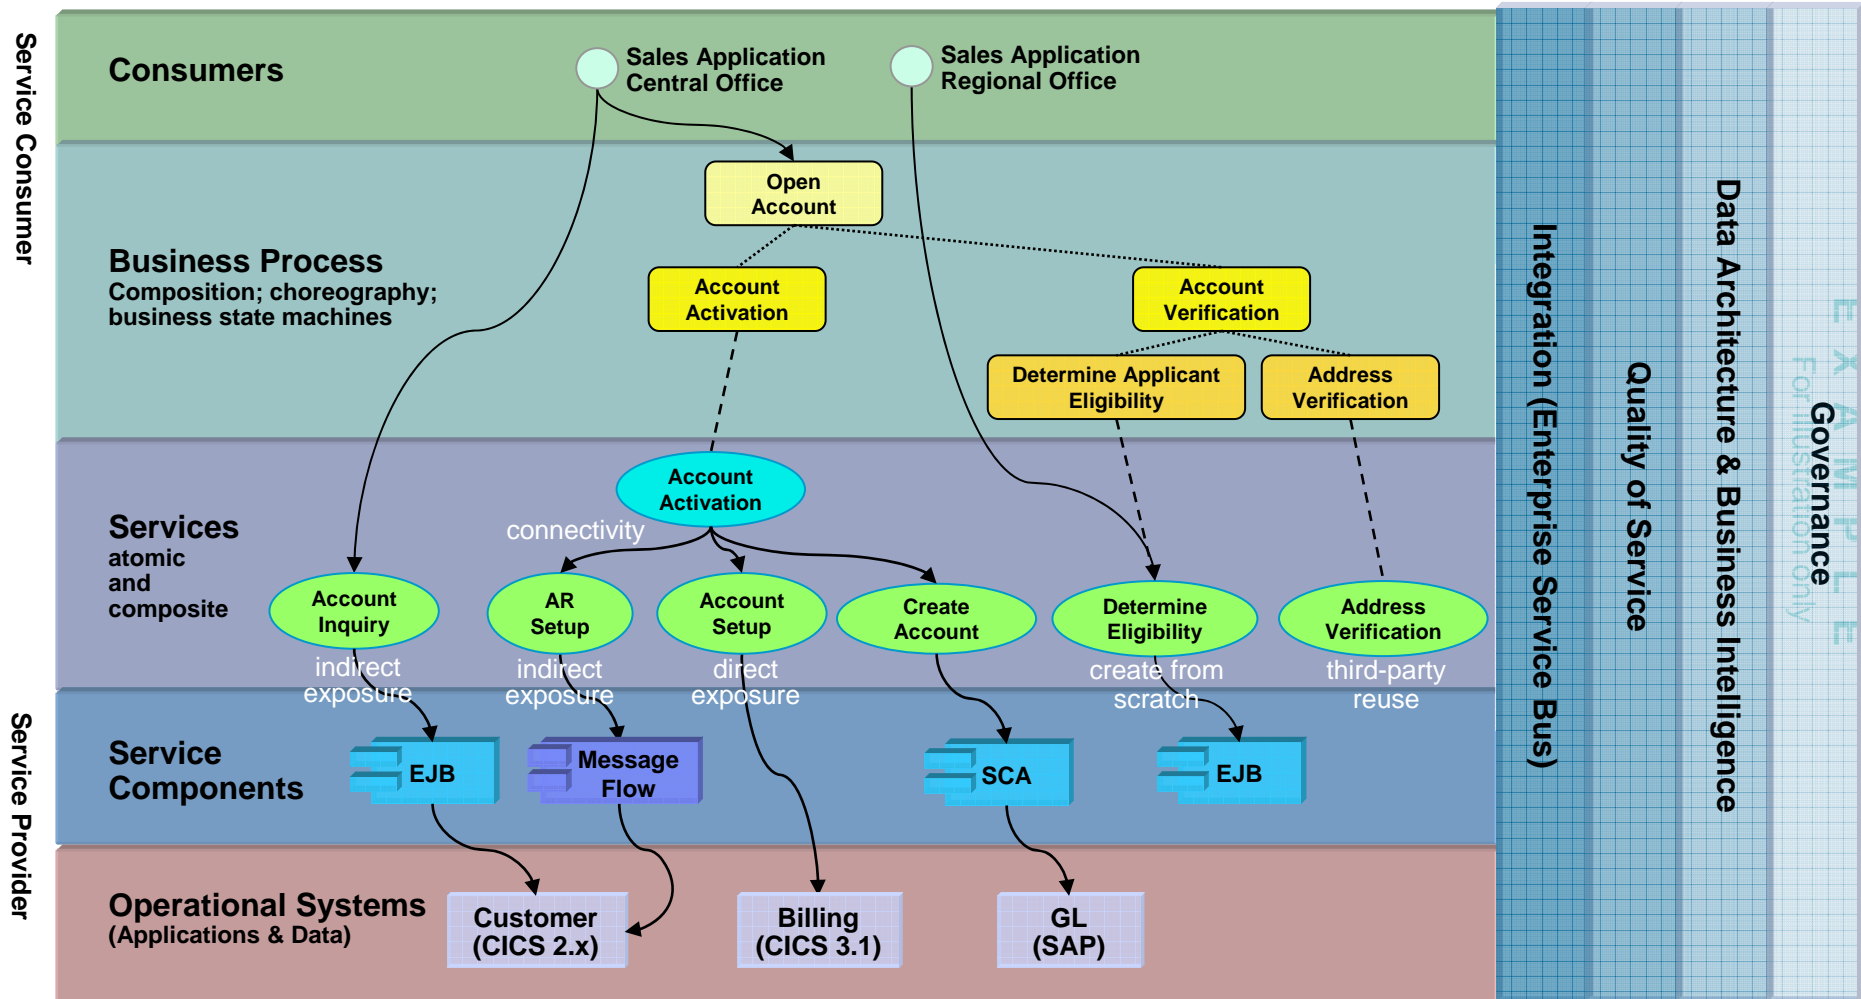 Service Consumer
Service Provider
Consumers
Sales Application
Central Office
Sales Application
Regional Office
Business Process
Composition; choreography;
business state machines
Open
Account
Account
Activation
Account
Verification
Determine Applicant
Eligibility
Address
Verification
Services
atomic
and
composite
Account
Activation
connectivity
Account
Inquiry
AR
Setup
Account
Setup
Create
Account
Determine
Eligibility
Address
Verification
indirect
exposure
indirect
exposure
direct
exposure
create from
scratch
third-party
reuse
Service
Components
EJB
Message
Flow
SCA
EJB
Operational Systems
(Applications & Data)
Customer
(CICS 2.x)
Billing
(CICS 3.1)
GL
(SAP)
Integration (Enterprise Service Bus)
Quality of Service
Data Architecture & Business Intelligence
Governance
EXAMPLE
For Illustration only